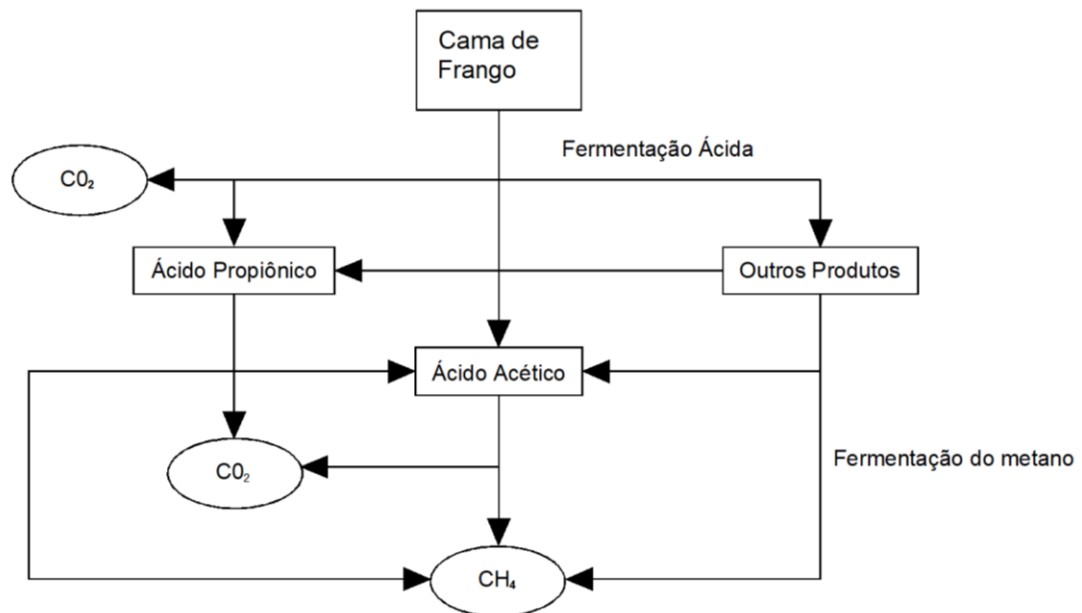 Cama de
Frango
Fermentação Ácida
C0₂
Ácido Propiônico
Outros Produtos
Ácido Acético
C0₂
Fermentação do metano
CH₄